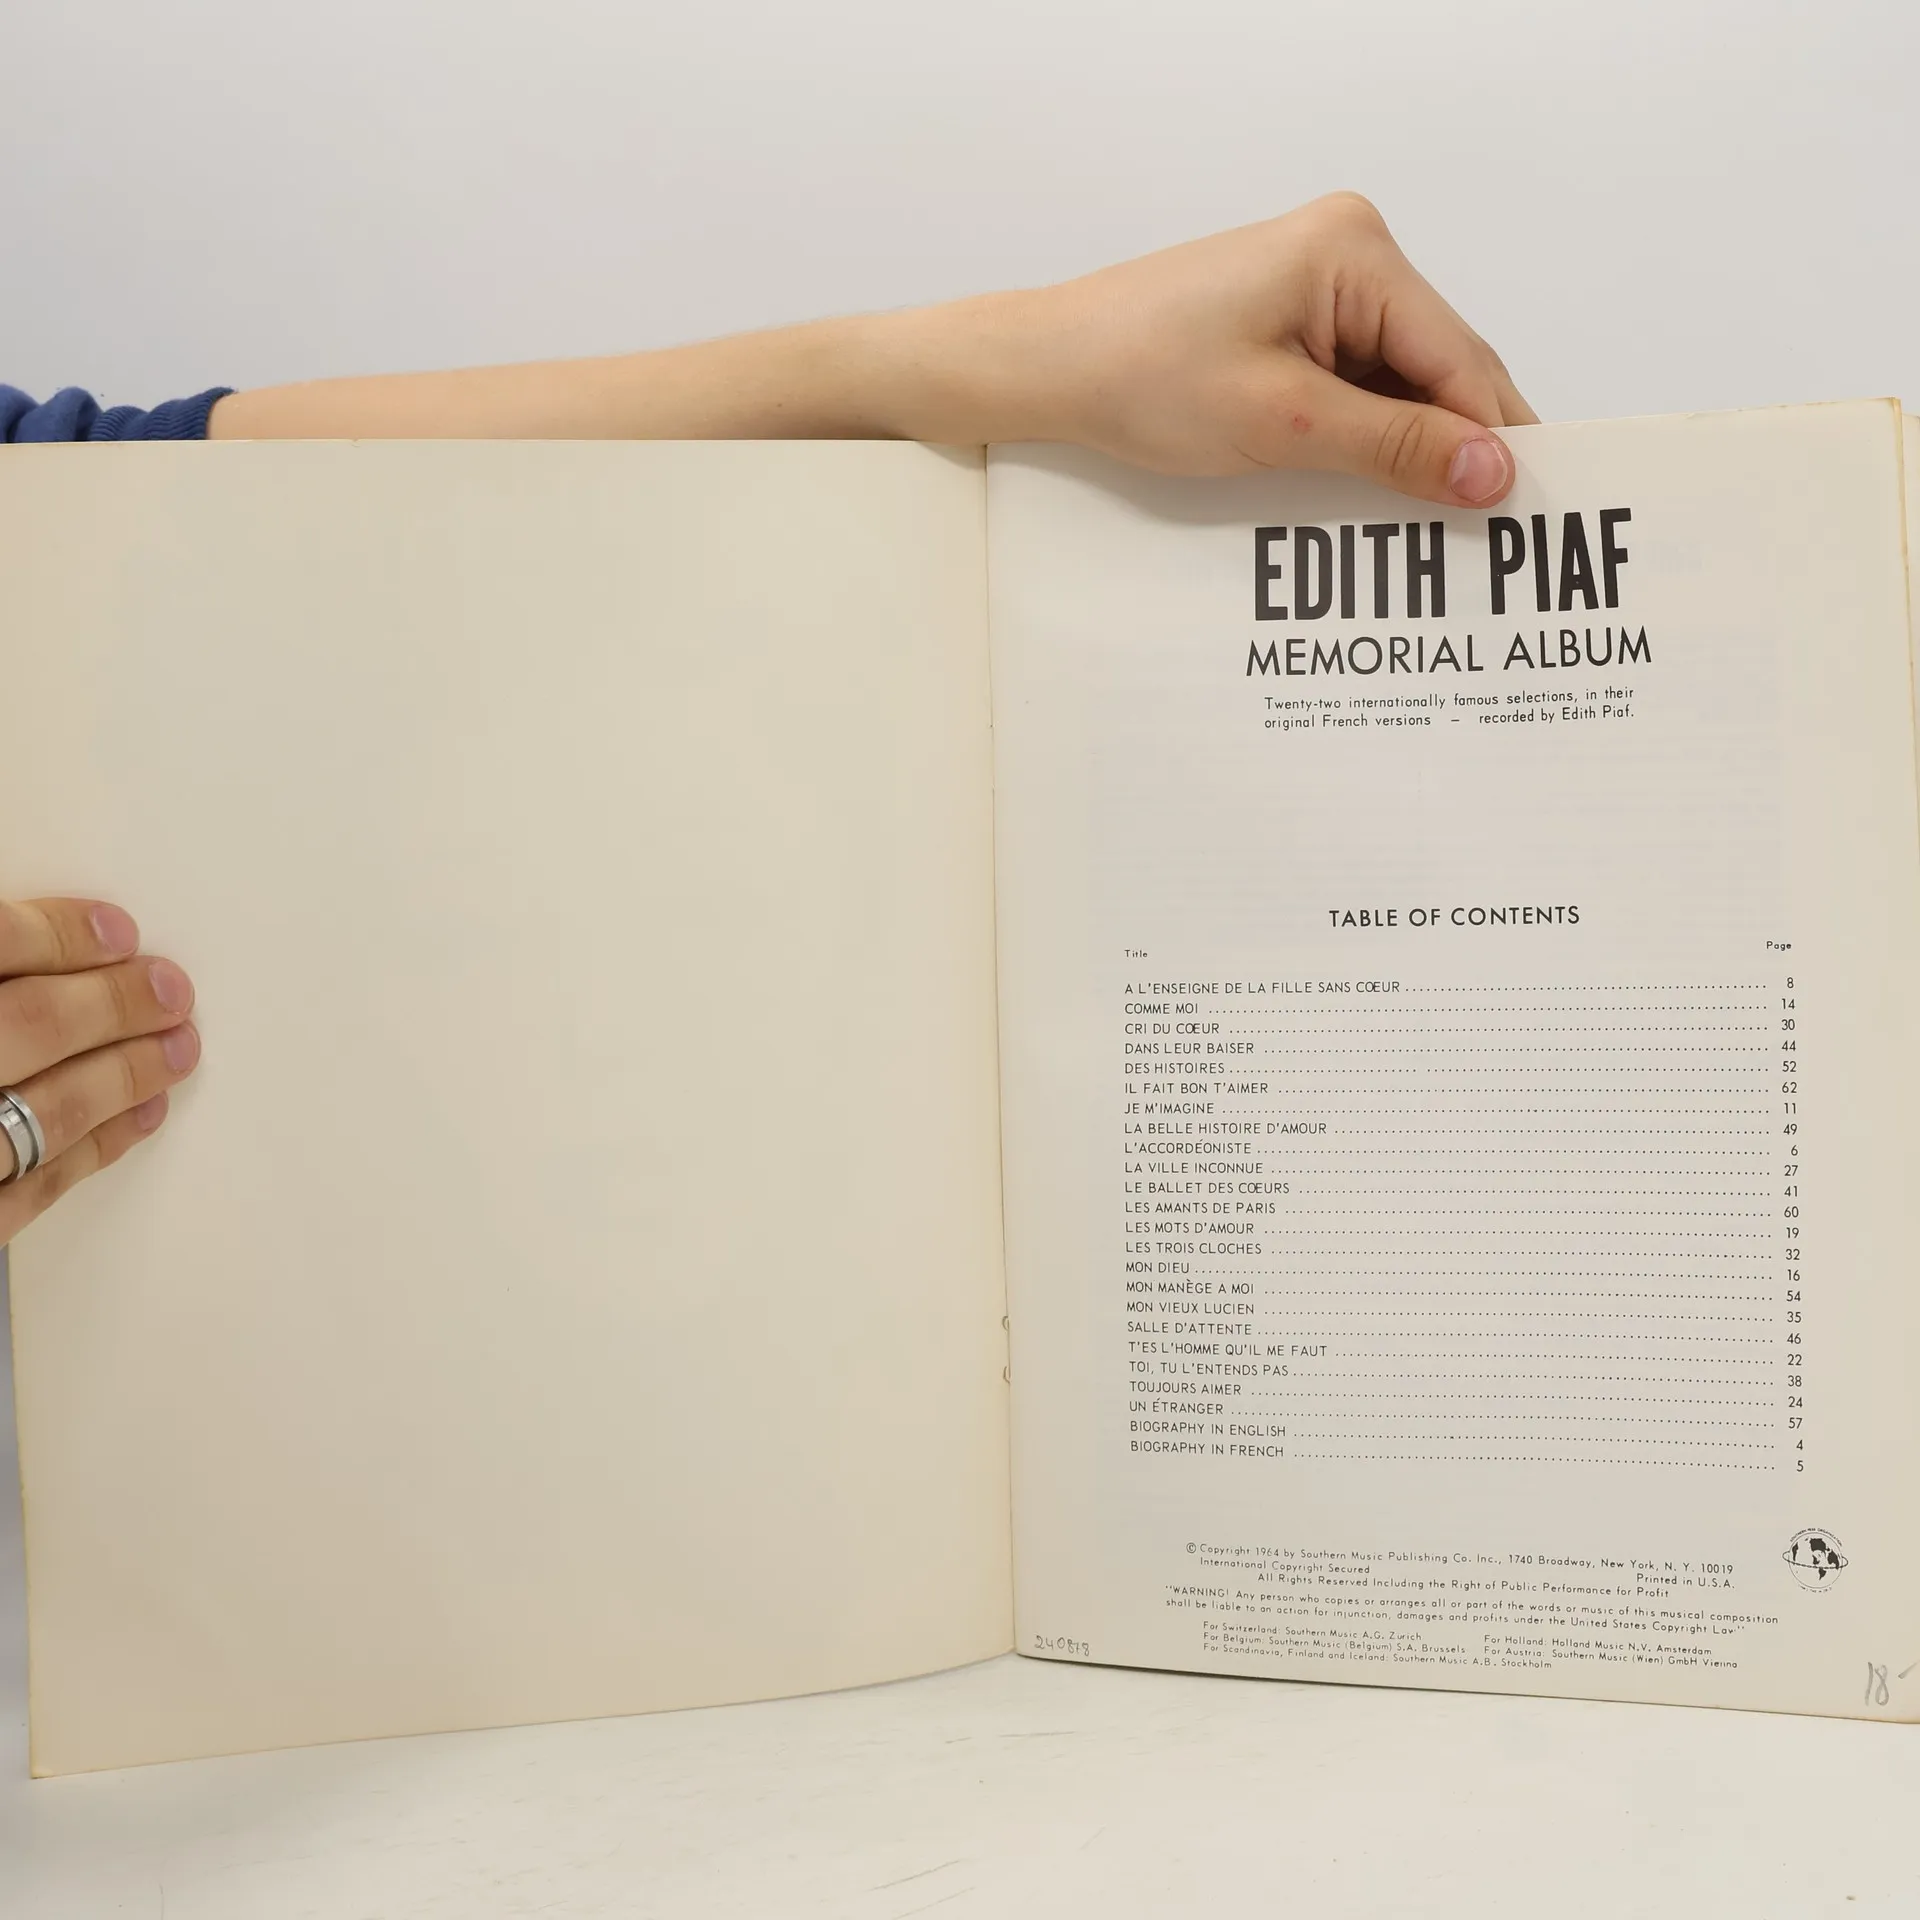 EDITH PIAF
MEMORIAL ALBUM
Twenty-two internationally famous selections, in their
original French versions — recorded by Edith Piaf.
TABLE OF CONTENTS
Title Page
A L'ENSEIGNE DE LA FILLE SANS CŒUR 8
COMME MOI 14
CRI DU CŒUR 30
DANS LEUR BAISER 44
DES HISTOIRES 52
IL FAIT BON T'AIMER 62
JE M'IMAGINE 11
LA BELLE HISTOIRE D'AMOUR 49
L'ACCORDÉONISTE 6
LA VILLE INCONNUE 27
LE BALLET DES CŒURS 41
LES AMANTS DE PARIS 60
LES MOTS D'AMOUR 19
LES TROIS CLOCHES 32
MON DIEU 16
MON MANÈGE A MOI 54
MON VIEUX LUCIEN 35
SALLE D'ATTENTE 46
T'ES L'HOMME QU'IL ME FAUT 22
TOI, TU L'ENTENDS PAS 38
TOUJOURS AIMER 24
UN ÉTRANGER 57
BIOGRAPHY IN ENGLISH 4
BIOGRAPHY IN FRENCH 5
© Copyright 1964 by Southern Music Publishing Co. Inc., 1740 Broadway, New York, N. Y. 10019
International Copyright Secured Printed in U.S.A.
All Rights Reserved Including the Right of Public Performance for Profit
"WARNING! Any person who copies or arranges all or part of the words or music of this musical composition
shall be liable to an action for injunction, damages and profits under the United States Copyright Law."
For Switzerland: Southern Music A.G. Zurich For Holland: Holland Music N.V. Amsterdam
For Belgium: Southern Music (Belgium) S.A. Brussels For Austria: Southern Music (Wien) GmbH Vienna
For Scandinavia, Finland and Iceland: Southern Music A.B. Stockholm
240878
18